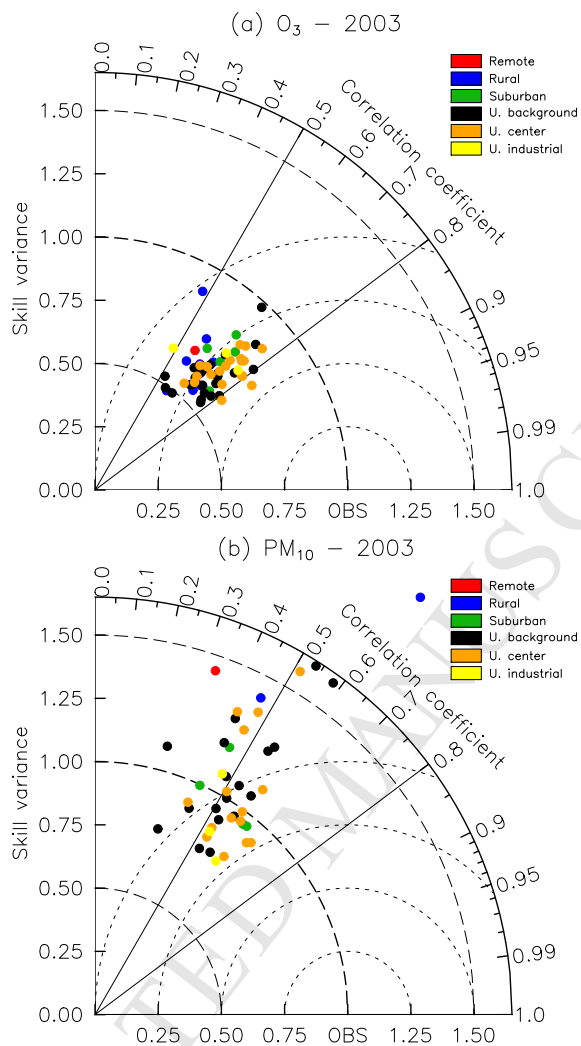 (a) O₃ – 2003
Remote
Rural
Suburban
U. background
U. center
U. industrial
Correlation coefficient
0.0
0.1
0.2
0.3
0.4
0.5
0.6
0.7
0.8
0.9
0.95
0.99
1.0
Skill variance
1.50
1.25
1.00
0.75
0.50
0.25
0.00
0.25
0.50
0.75
OBS
1.25
1.50
(b) PM₁₀ – 2003
Remote
Rural
Suburban
U. background
U. center
U. industrial
Correlation coefficient
0.0
0.1
0.2
0.3
0.4
0.5
0.6
0.7
0.8
0.9
0.95
0.99
1.0
Skill variance
1.50
1.25
1.00
0.75
0.50
0.25
0.00
0.25
0.50
0.75
OBS
1.25
1.50
TED MANUSC